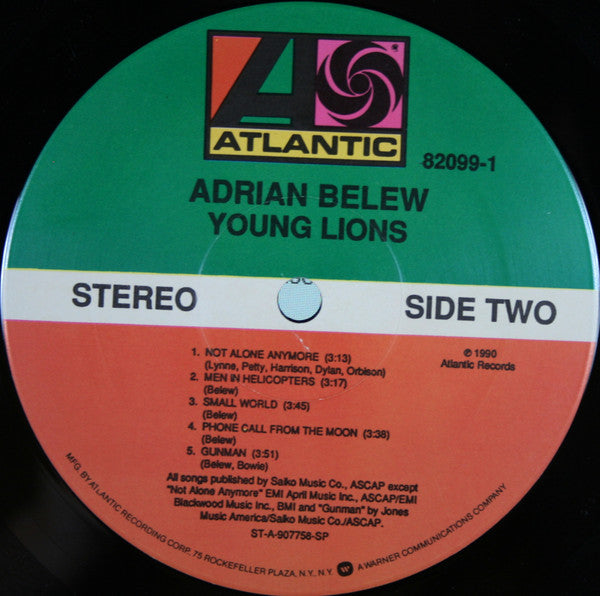 ATLANTIC
82099-1
ADRIAN BELEW
YOUNG LIONS
STEREO
SIDE TWO
1. NOT ALONE ANYMORE (3:13)
(Lynne, Petty, Harrison, Dylan, Orbison)
2. MEN IN HELICOPTERS (3:17)
(Belew)
3. SMALL WORLD (3:45)
(Belew)
4. PHONE CALL FROM THE MOON (3:38)
(Belew)
5. GUNMAN (3:51)
(Belew, Bowie)
℗ 1990
Atlantic Records
All songs published by Saiko Music Co., ASCAP except
"Not Alone Anymore" EMI April Music Inc., ASCAP/EMI
Blackwood Music Inc., BMI and "Gunman" by Jones
Music America/Saiko Music Co./ASCAP.
ST-A-907758-SP
MFG. BY ATLANTIC RECORDING CORP. 75 ROCKEFELLER PLAZA, N.Y., N.Y. A WARNER COMMUNICATIONS COMPANY